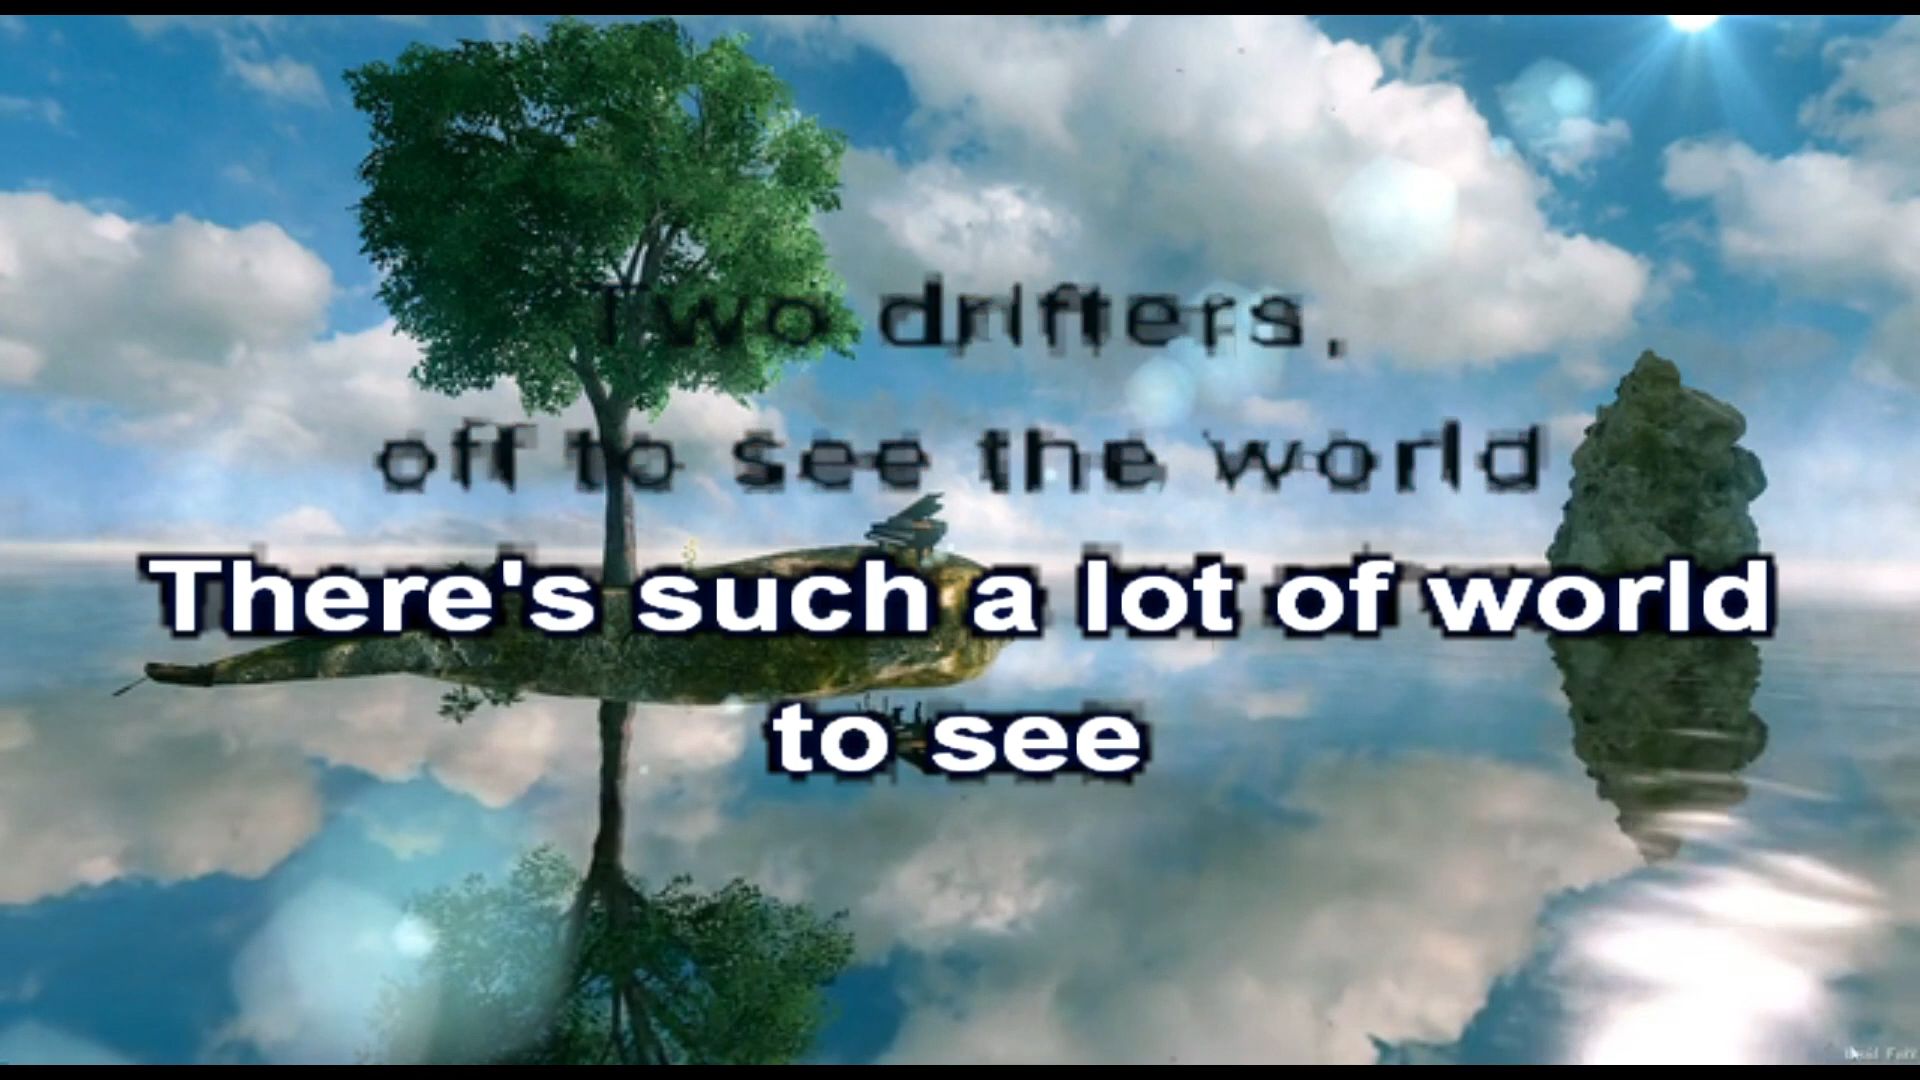 Two drifters,
off to see the world
There's such a lot of world
to see